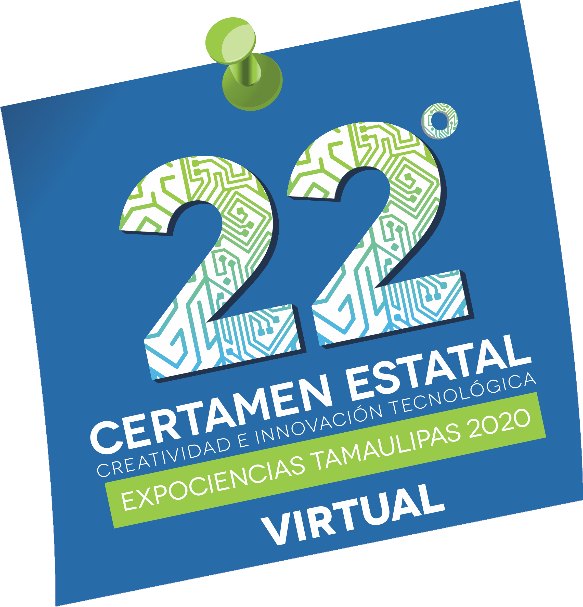 22°
CERTAMEN ESTATAL
CREATIVIDAD E INNOVACIÓN TECNOLÓGICA
EXPOCIENCIAS TAMAULIPAS 2020
VIRTUAL